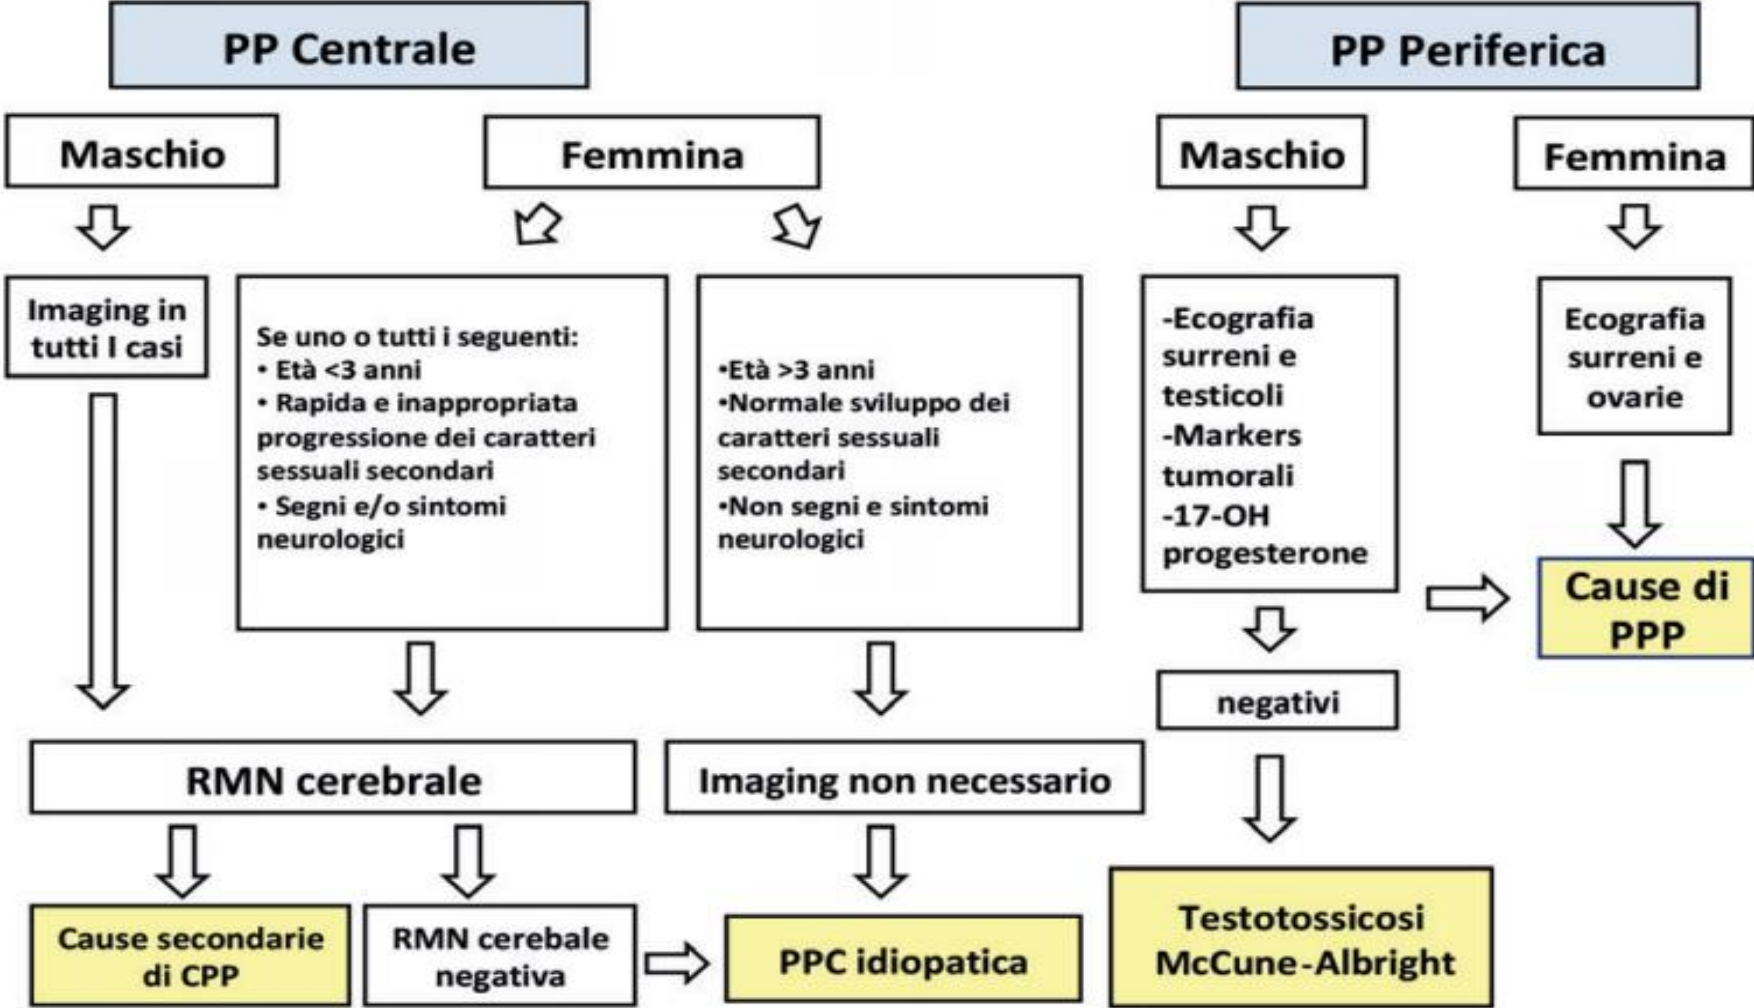 PP Centrale
PP Periferica
Maschio
Femmina
Maschio
Femmina
Imaging in
tutti I casi
Se uno o tutti i seguenti:
• Età <3 anni
• Rapida e inappropriata
progressione dei caratteri
sessuali secondari
• Segni e/o sintomi
neurologici
•Età >3 anni
•Normale sviluppo dei
caratteri sessuali
secondari
•Non segni e sintomi
neurologici
-Ecografia
surreni e
testicoli
-Markers
tumorali
-17-OH
progesterone
Ecografia
surreni e
ovarie
Cause di
PPP
negativi
RMN cerebrale
Imaging non necessario
Cause secondarie
di CPP
RMN cerebale
negativa
PPC idiopatica
Testotossicosi
McCune-Albright